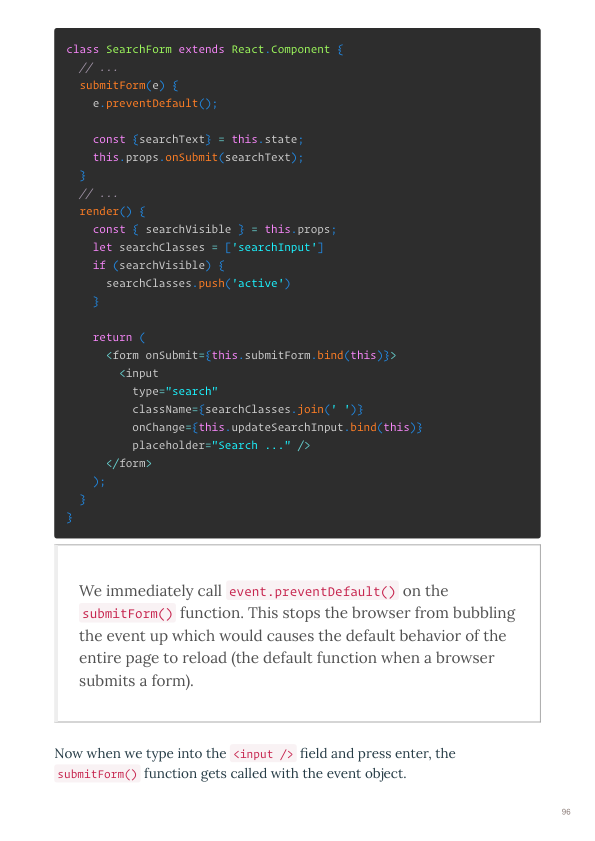 class SearchForm extends React.Component {
  // ...
  submitForm(e) {
    e.preventDefault();

    const {searchText} = this.state;
    this.props.onSubmit(searchText);
  }
  // ...
  render() {
    const { searchVisible } = this.props;
    let searchClasses = ['searchInput']
    if (searchVisible) {
      searchClasses.push('active')
    }

    return (
      <form onSubmit={this.submitForm.bind(this)}>
        <input
          type="search"
          className={searchClasses.join(' ')}
          onChange={this.updateSearchInput.bind(this)}
          placeholder="Search ..." />
      </form>
    );
  }
}
We immediately call event.preventDefault() on the
submitForm() function. This stops the browser from bubbling
the event up which would causes the default behavior of the
entire page to reload (the default function when a browser
submits a form).
Now when we type into the <input /> field and press enter, the
submitForm() function gets called with the event object.
96